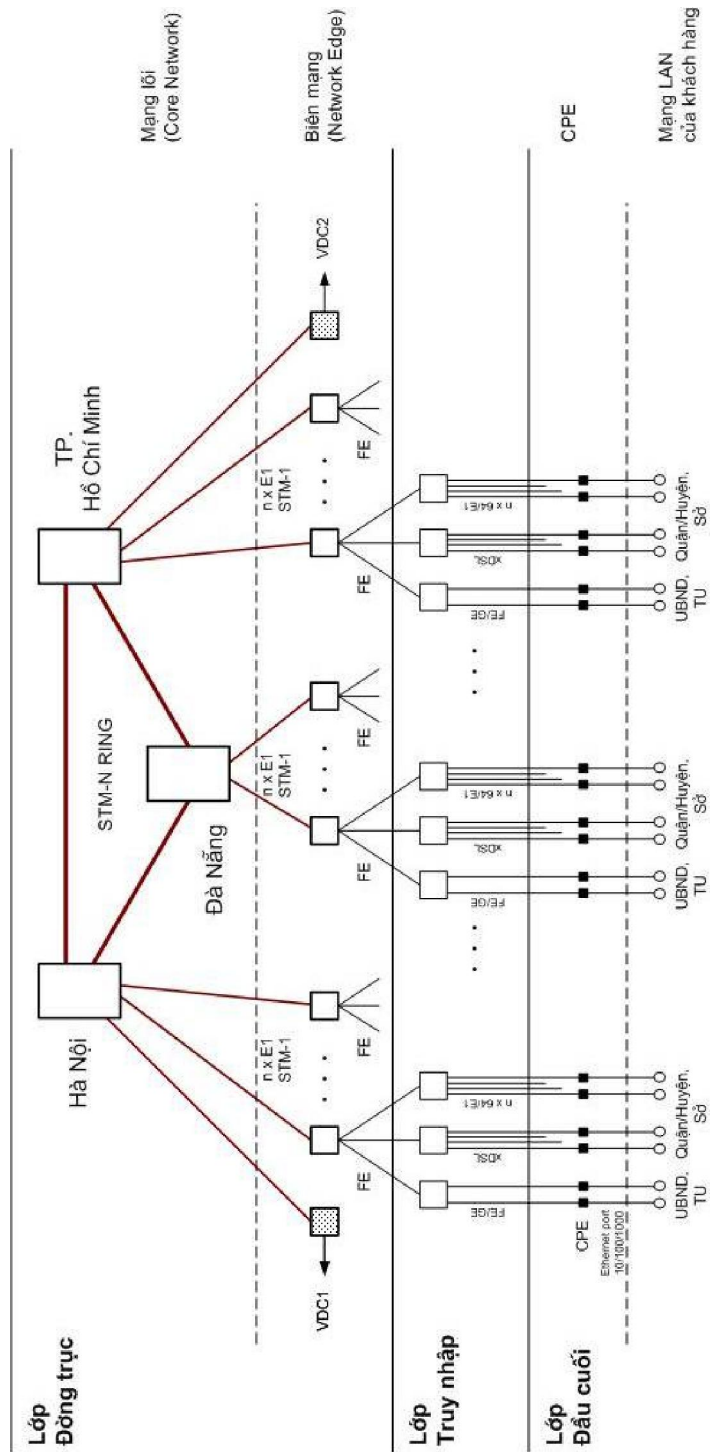 Lớp
Đờng trục
Mạng lõi
(Core Network)
Hà Nội
TP.
Hồ Chí Minh
STM-N RING
Đà Nẵng
Biên mạng
(Network Edge)
n x E1
STM-1
n x E1
STM-1
n x E1
STM-1
VDC1
VDC2
FE
FE
FE
FE
FE
FE
Lớp
Truy nhập
FE/GE
xDSL
n x 64/E1
FE/GE
xDSL
n x 64/E1
FE/GE
xDSL
n x 64/E1
Lớp
Đầu cuối
CPE
CPE
Ethernet port
10/100/1000
Mạng LAN
của khách hàng
UBND,
TU
Quận/Huyện,
Sở
UBND,
TU
Quận/Huyện,
Sở
UBND,
TU
Quận/Huyện,
Sở